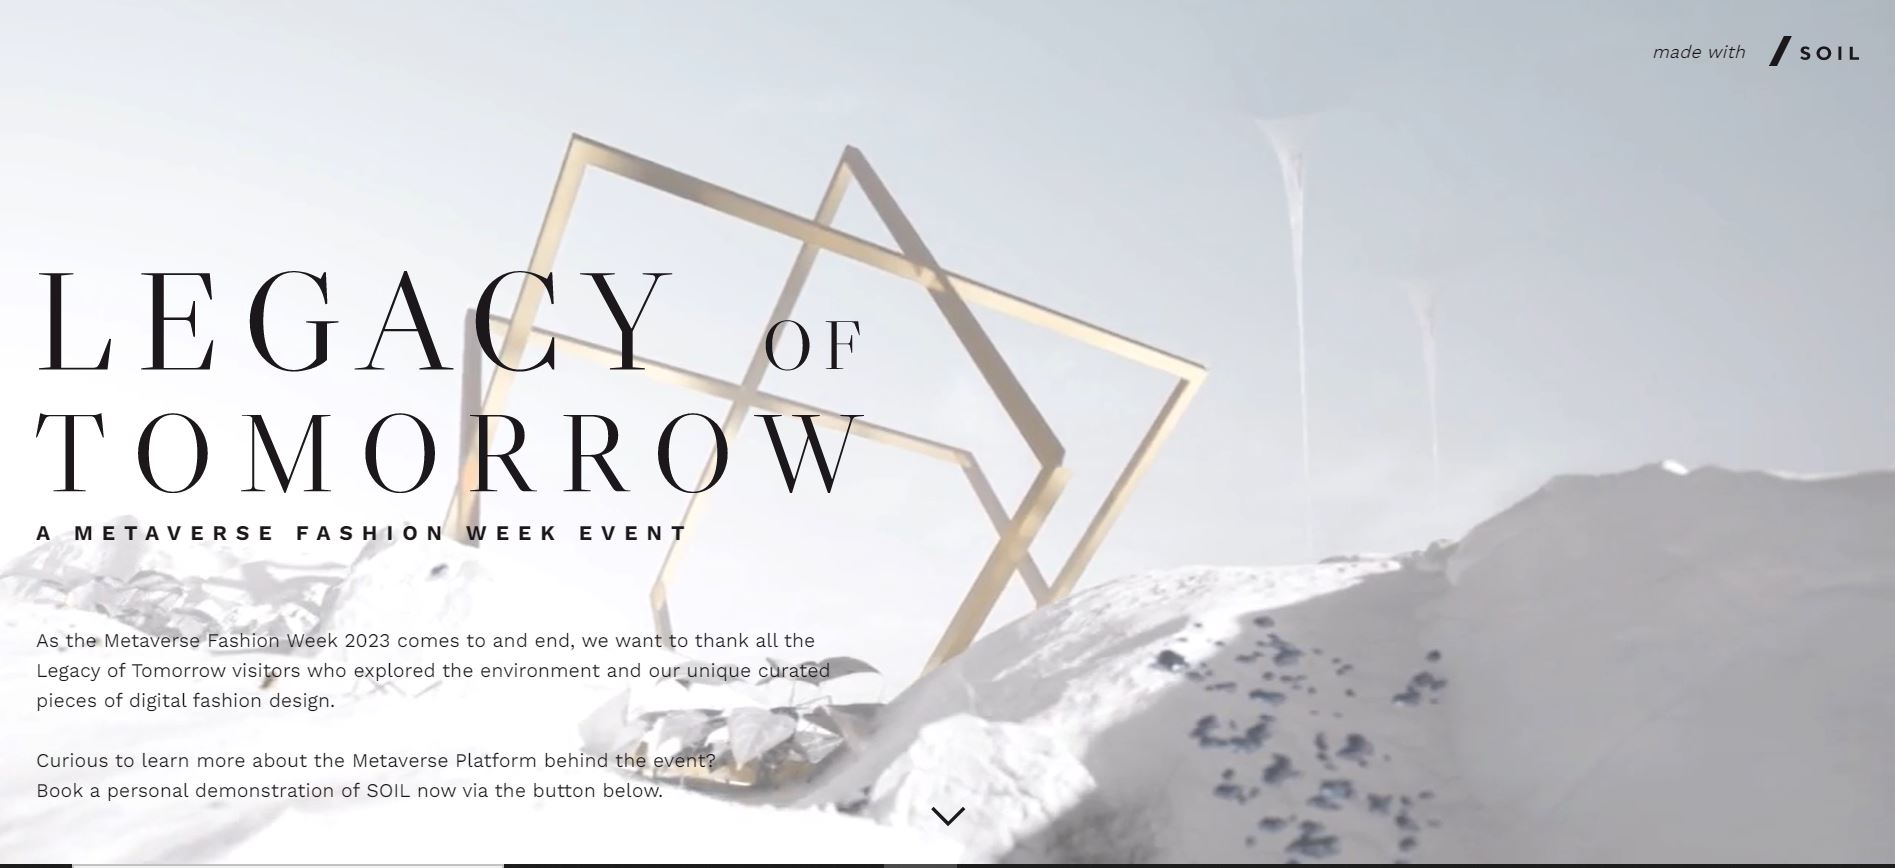 made with SOIL
LEGACY OF
TOMORROW
A METAVERSE FASHION WEEK EVENT
As the Metaverse Fashion Week 2023 comes to and end, we want to thank all the
Legacy of Tomorrow visitors who explored the environment and our unique curated
pieces of digital fashion design.
Curious to learn more about the Metaverse Platform behind the event?
Book a personal demonstration of SOIL now via the button below.